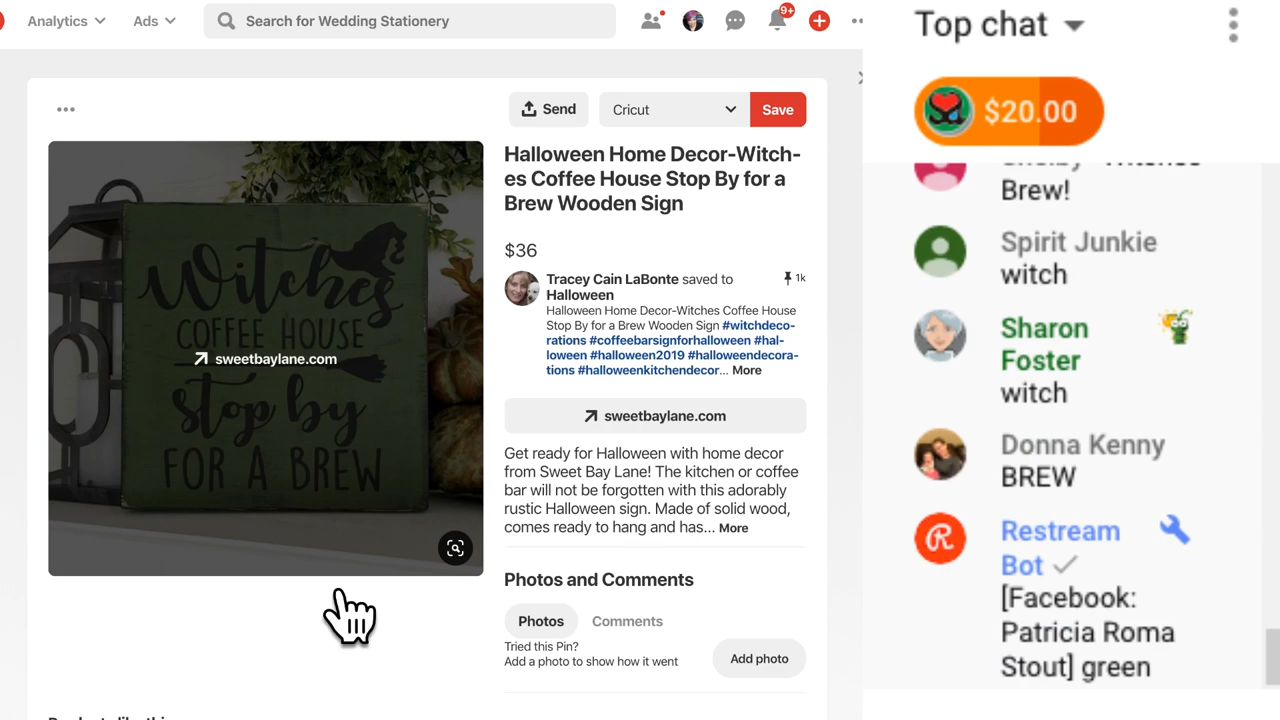 Analytics
Ads
Search for Wedding Stationery
9+
Send
Cricut
Save
Halloween Home Decor-Witch-
es Coffee House Stop By for a
Brew Wooden Sign
$36
Tracey Cain LaBonte saved to
Halloween
1k
Halloween Home Decor-Witches Coffee House
Stop By for a Brew Wooden Sign #witchdeco-
rations #coffeebarsignforhalloween #hal-
loween #halloween2019 #halloweendecora-
tions #halloweenkitchendecor... More
sweetbaylane.com
Get ready for Halloween with home decor
from Sweet Bay Lane! The kitchen or coffee
bar will not be forgotten with this adorably
rustic Halloween sign. Made of solid wood,
comes ready to hang and has... More
Photos and Comments
Photos
Comments
Tried this Pin?
Add a photo to show how it went
Add photo
Witches
COFFEE HOUSE
sweetbaylane.com
stop by
FOR A BREW
Top chat
$20.00
Brew!
Spirit Junkie
witch
Sharon
Foster
witch
Donna Kenny
BREW
Restream
Bot
[Facebook:
Patricia Roma
Stout] green